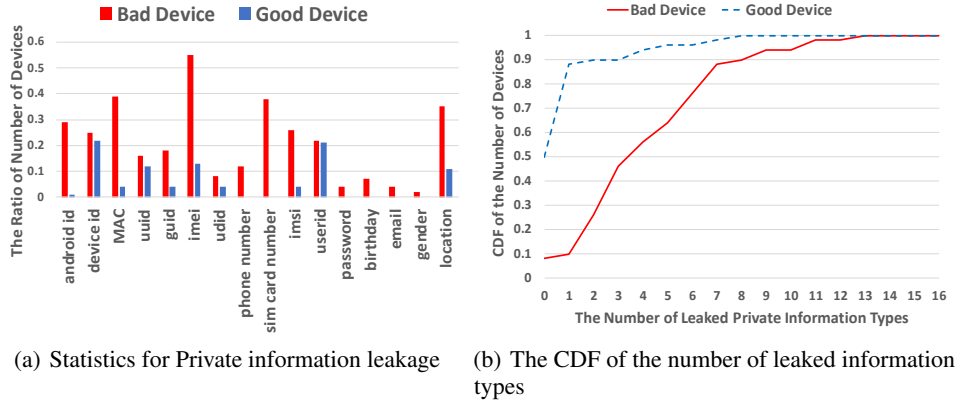 Bad Device Good Device
The Ratio of Number of Devices
0.6
0.5
0.4
0.3
0.2
0.1
0
android id
device id
MAC
uuid
guid
imei
udid
phone number
sim card number
imsi
userid
password
birthday
email
gender
location
(a) Statistics for Private information leakage
Bad Device Good Device
CDF of the Number of Devices
1
0.9
0.8
0.7
0.6
0.5
0.4
0.3
0.2
0.1
0
0 1 2 3 4 5 6 7 8 9 10 11 12 13 14 15 16
The Number of Leaked Private Information Types
(b) The CDF of the number of leaked information
types